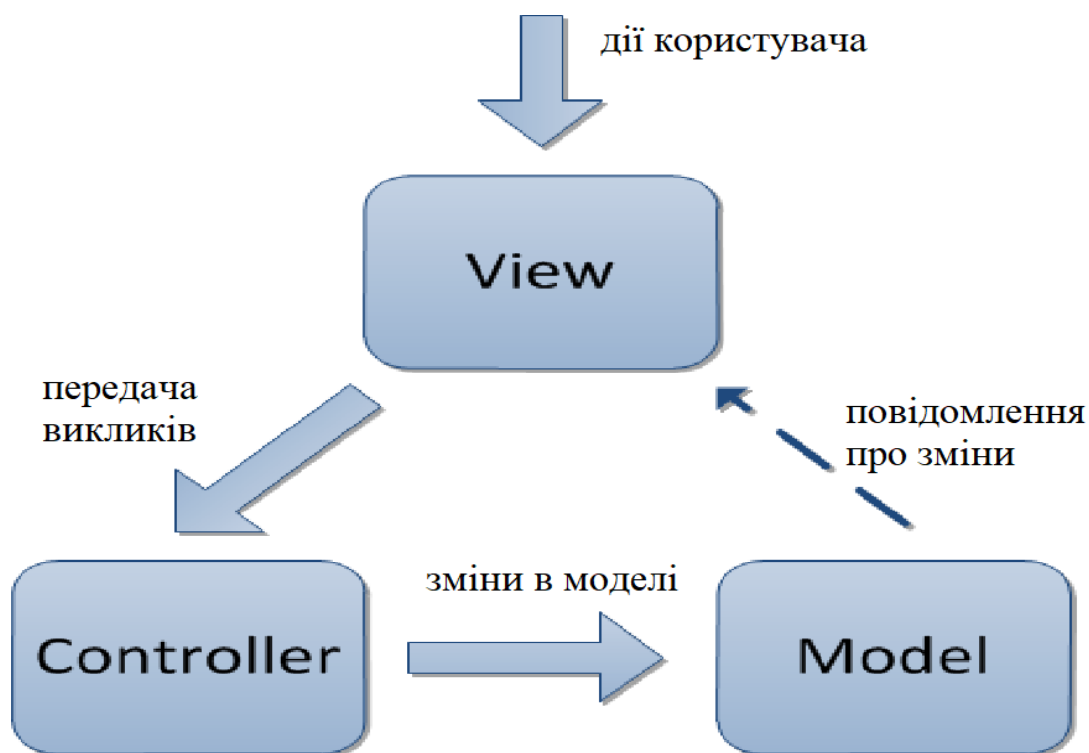 дії користувача
View
передача
викликів
повідомлення
про зміни
зміни в моделі
Controller
Model